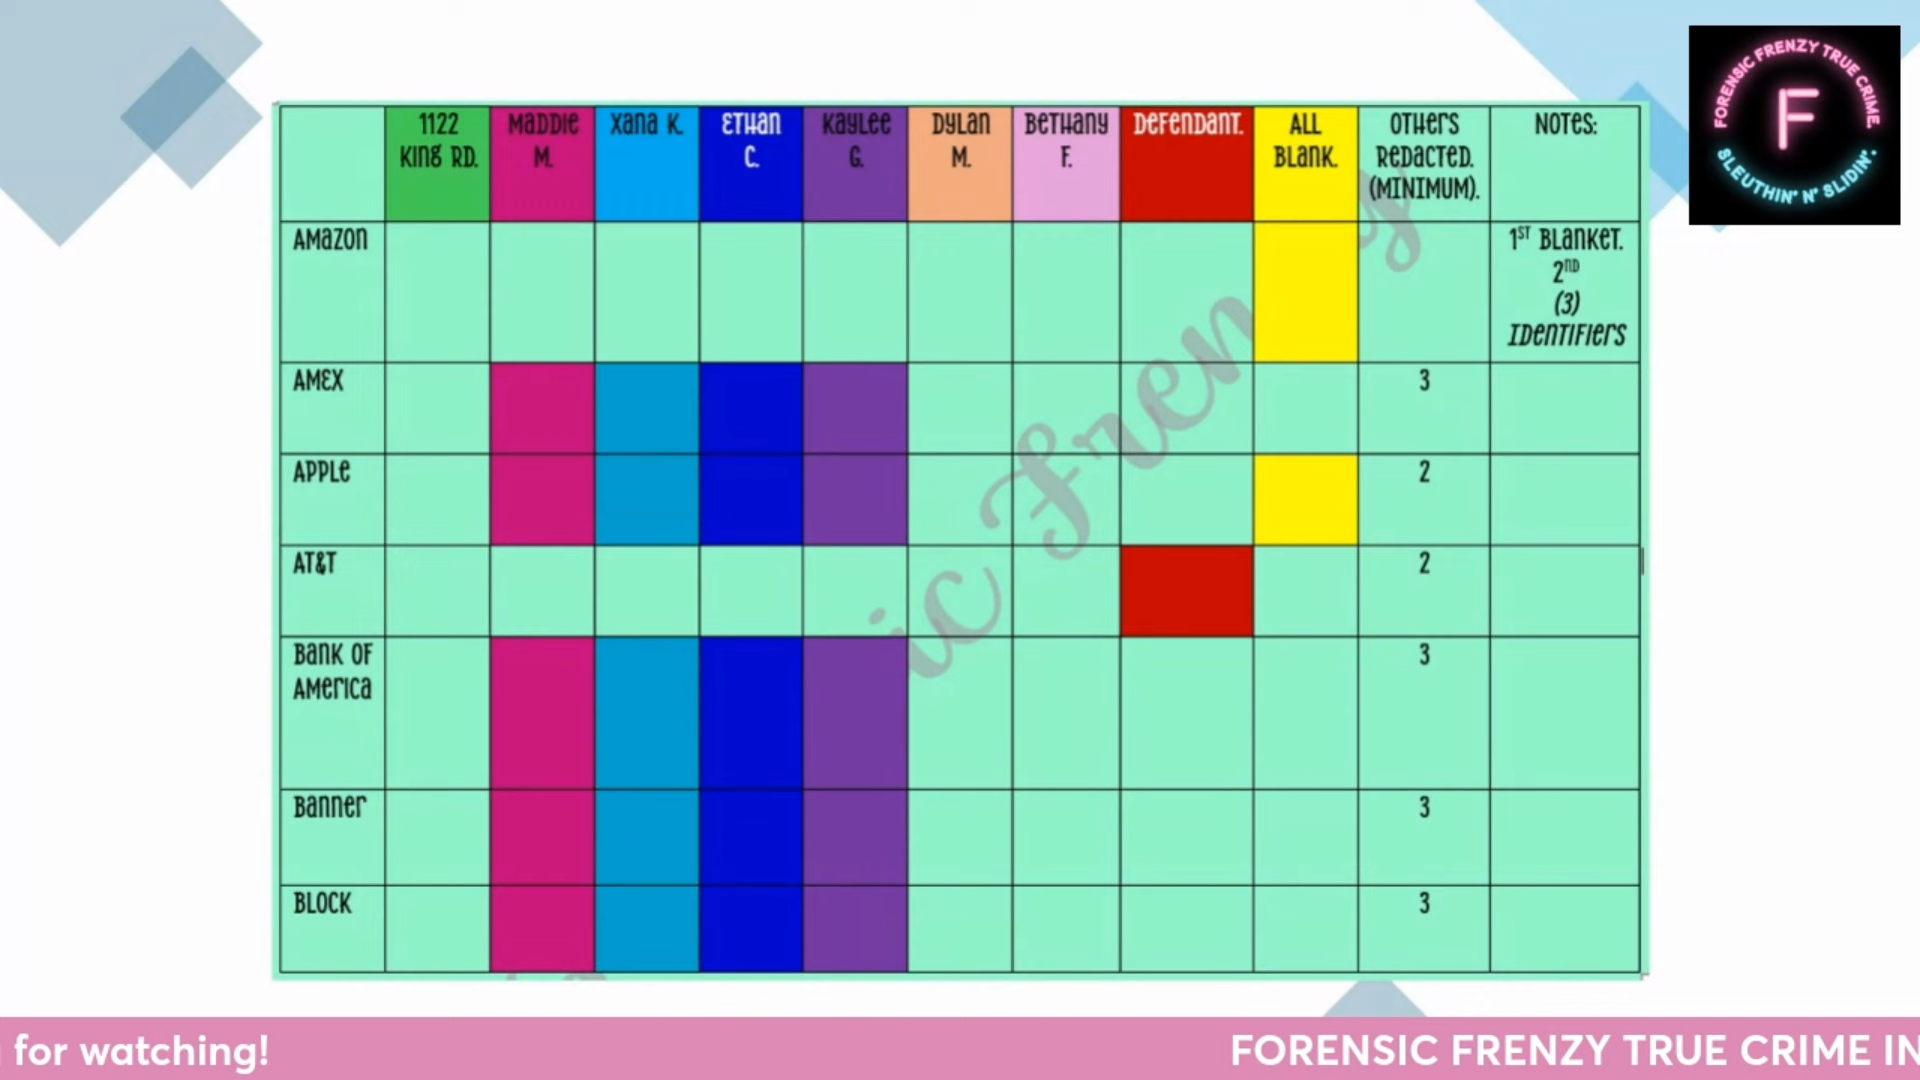 FORENSIC FRENZY TRUE CRIME.
F
SLEUTHIN' N' SLIDIN'.
1122
KING RD.
MADDIE
M.
XANA K.
ETHAN
C.
KAYLEE
G.
DYLAN
M.
BETHANY
F.
DEFENDANT.
ALL
BLANK.
OTHERS
REDACTED.
(MINIMUM).
NOTES:
AMAZON
1ST BLANKET.
2ND
(3)
IDENTIFIERS
AMEX
3
APPLE
2
AT&T
2
BANK OF
AMERICA
3
BANNER
3
BLOCK
3
ic Fren
y
for watching!
FORENSIC FRENZY TRUE CRIME IN